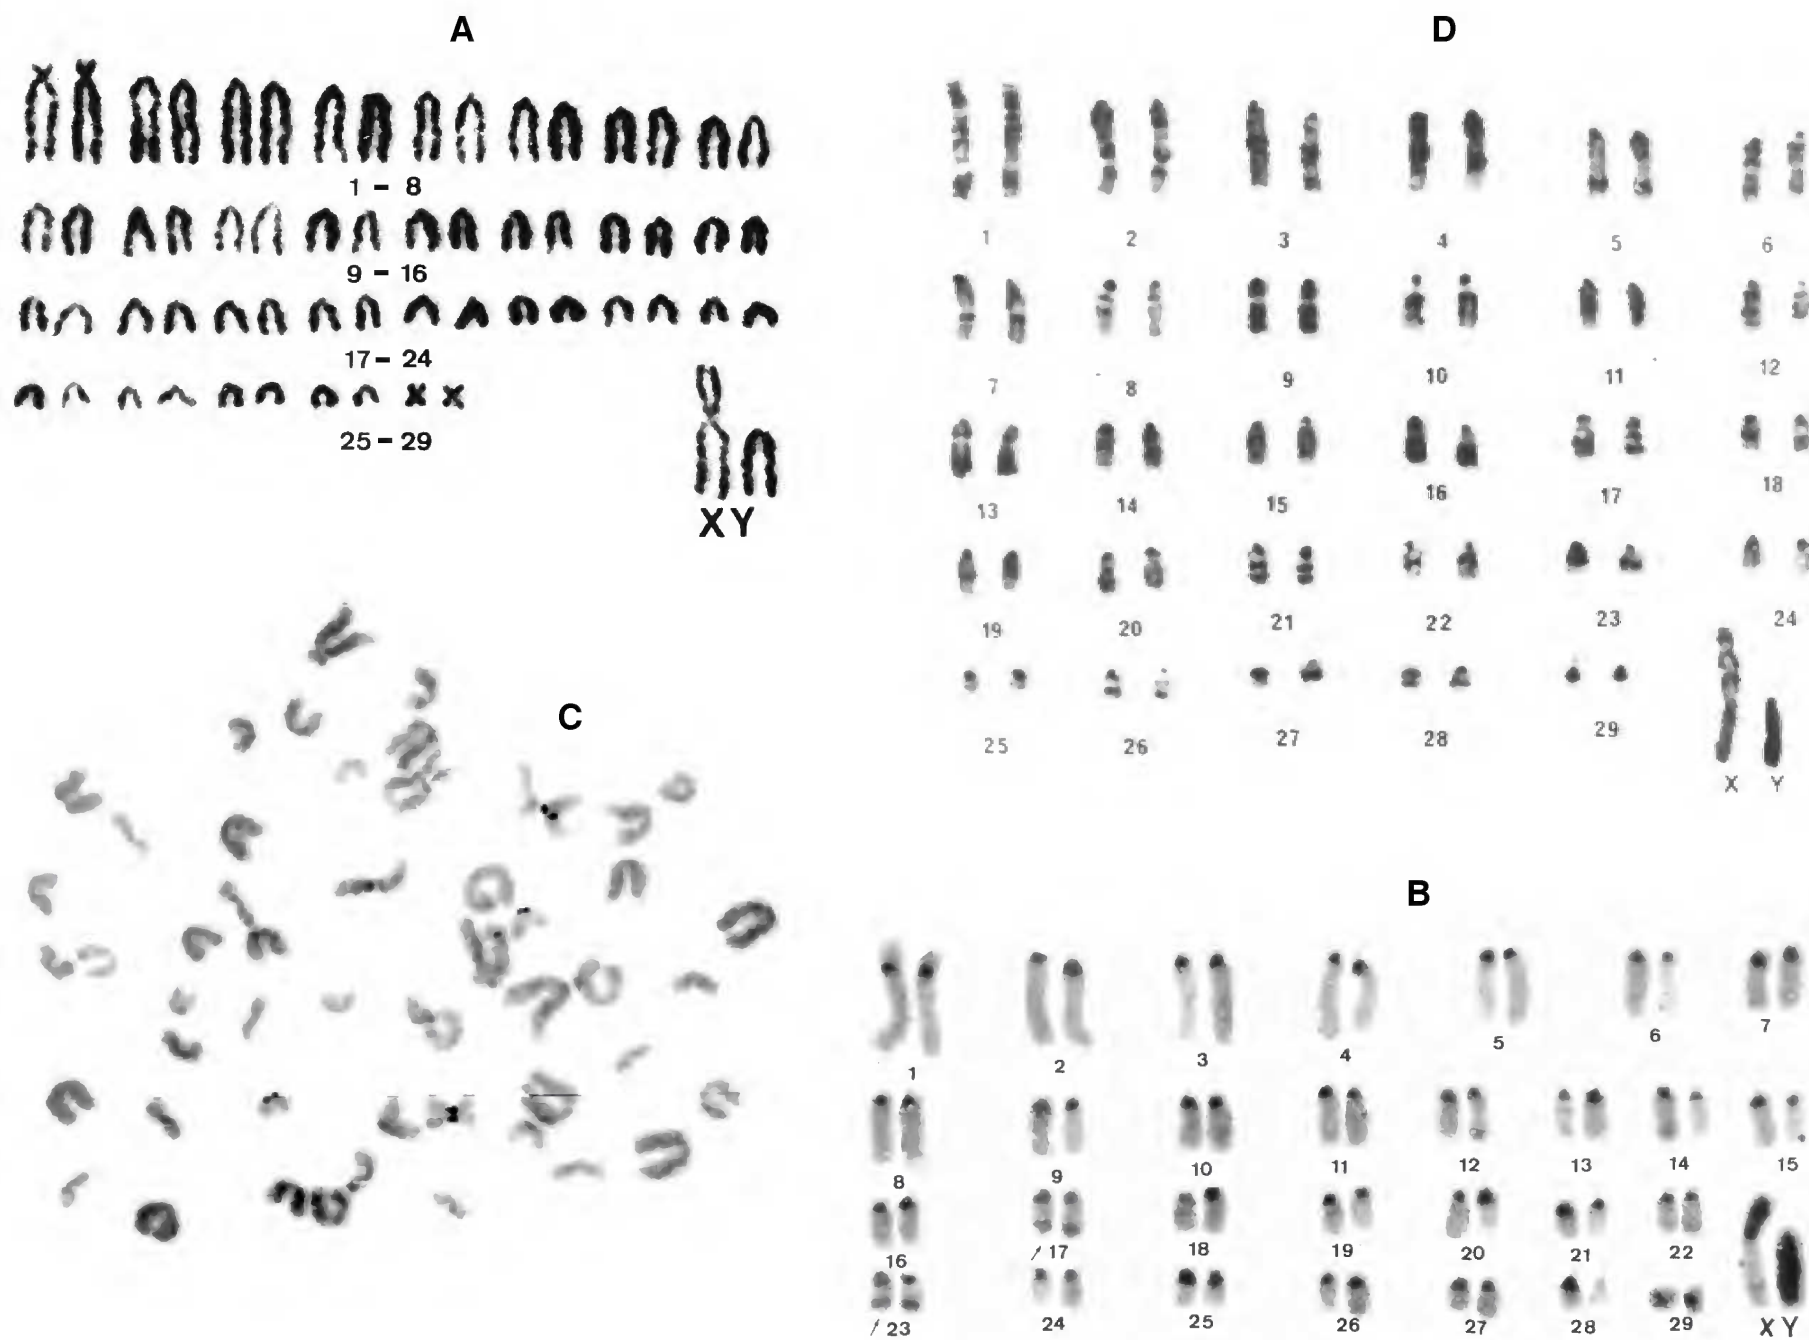 A
1 - 8
9 - 16
17 - 24
25 - 29
X Y
C
D
1 2 3 4 5 6
7 8 9 10 11 12
13 14 15 16 17 18
19 20 21 22 23 24
25 26 27 28 29
X Y
B
1 2 3 4 5 6 7
8 9 10 11 12 13 14 15
16 17 18 19 20 21 22
23 24 25 26 27 28 29 X Y